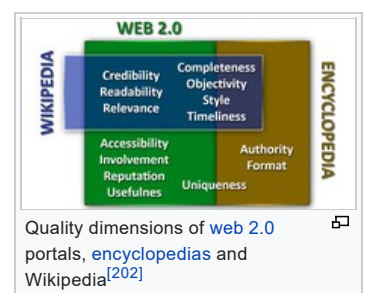 WEB 2.0
WIKIPEDIA
Credibility
Readability
Relevance
Completeness
Objectivity
Style
Timeliness
ENCYCLOPEDIA
Accessibility
Involvement
Reputation
Usefulnes
Uniqueness
Authority
Format
Quality dimensions of web 2.0
portals, encyclopedias and
Wikipedia[202]